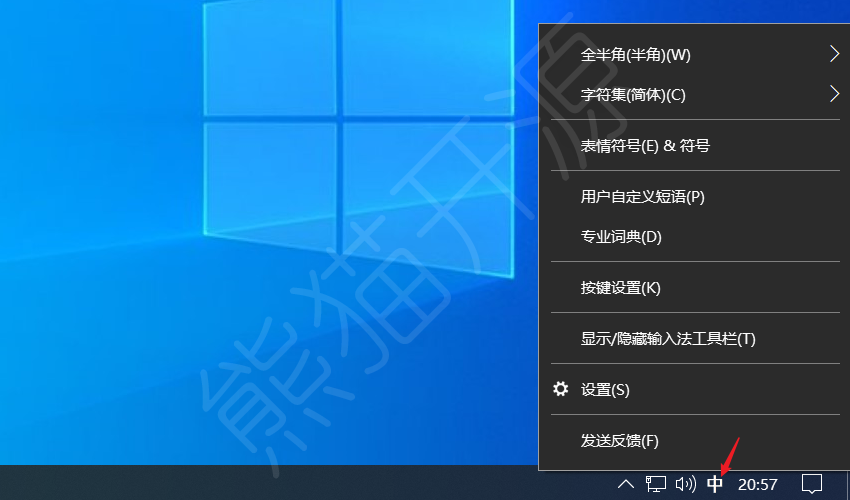 全半角(半角)(W)
字符集(简体)(C)
表情符号(E) & 符号
用户自定义短语(P)
专业词典(D)
按键设置(K)
显示/隐藏输入法工具栏(T)
设置(S)
发送反馈(F)
中 20:57
熊猫开源